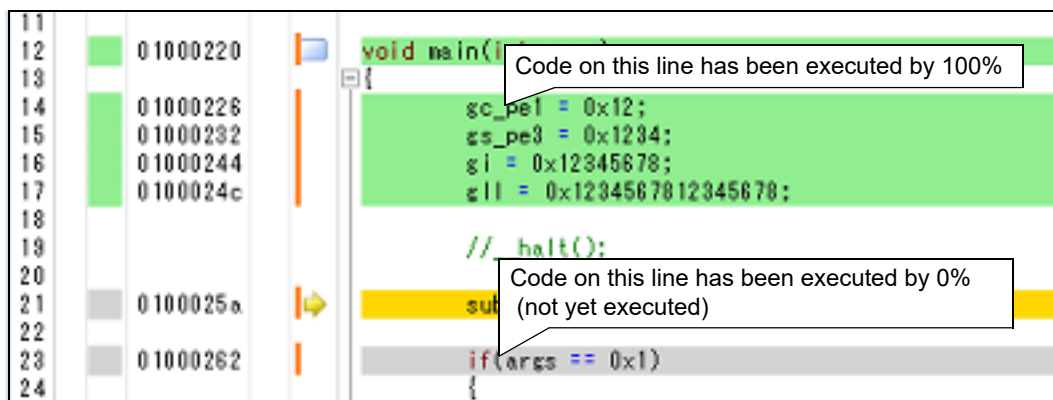 11
12 01000220 void main(i
Code on this line has been executed by 100%
13 {
14 01000226 gc_pe1 = 0x12;
15 01000232 gs_pe3 = 0x1234;
16 01000244 gi = 0x12345678;
17 0100024c gll = 0x1234567812345678;
18
19 //_halt();
20
Code on this line has been executed by 0%
(not yet executed)
21 0100025a sub
22
23 01000262 if(args == 0x1)
24 {